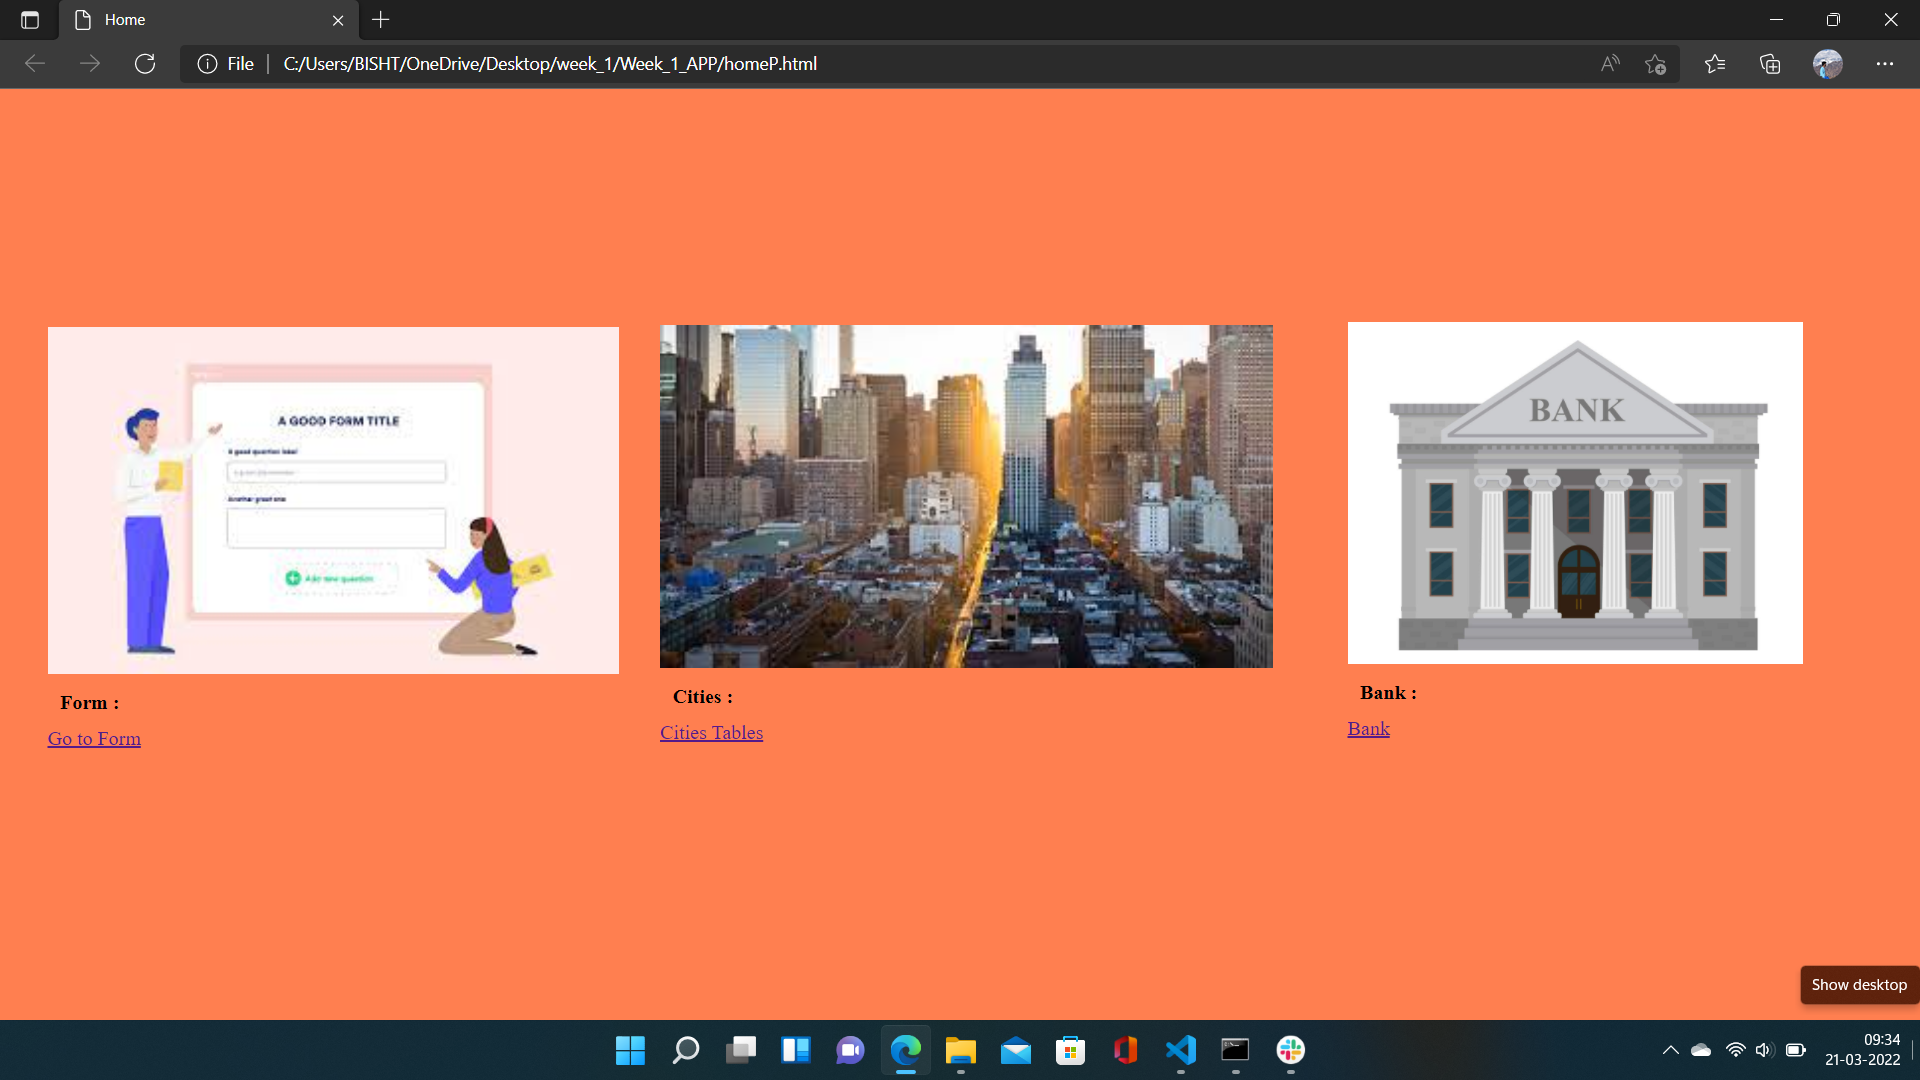 Home
File
C:/Users/BISHT/OneDrive/Desktop/week_1/Week_1_APP/homeP.html
A GOOD FORM TITLE
A good question label
Another great one
Add new question
BANK
Form :
Go to Form
Cities :
Cities Tables
Bank :
Bank
Show desktop
09:34
21-03-2022